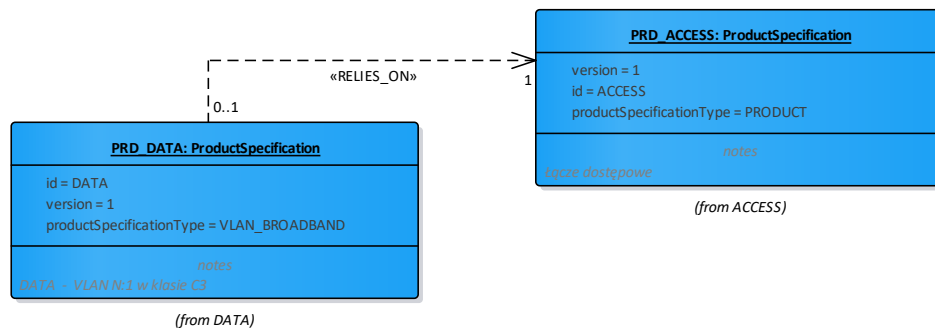 PRD_ACCESS: ProductSpecification
version = 1
id = ACCESS
productSpecificationType = PRODUCT
notes
Łącze dostępowe
(from ACCESS)
«RELIES_ON»
1
0..1
PRD_DATA: ProductSpecification
id = DATA
version = 1
productSpecificationType = VLAN_BROADBAND
notes
DATA - VLAN N:1 w klasie C3
(from DATA)